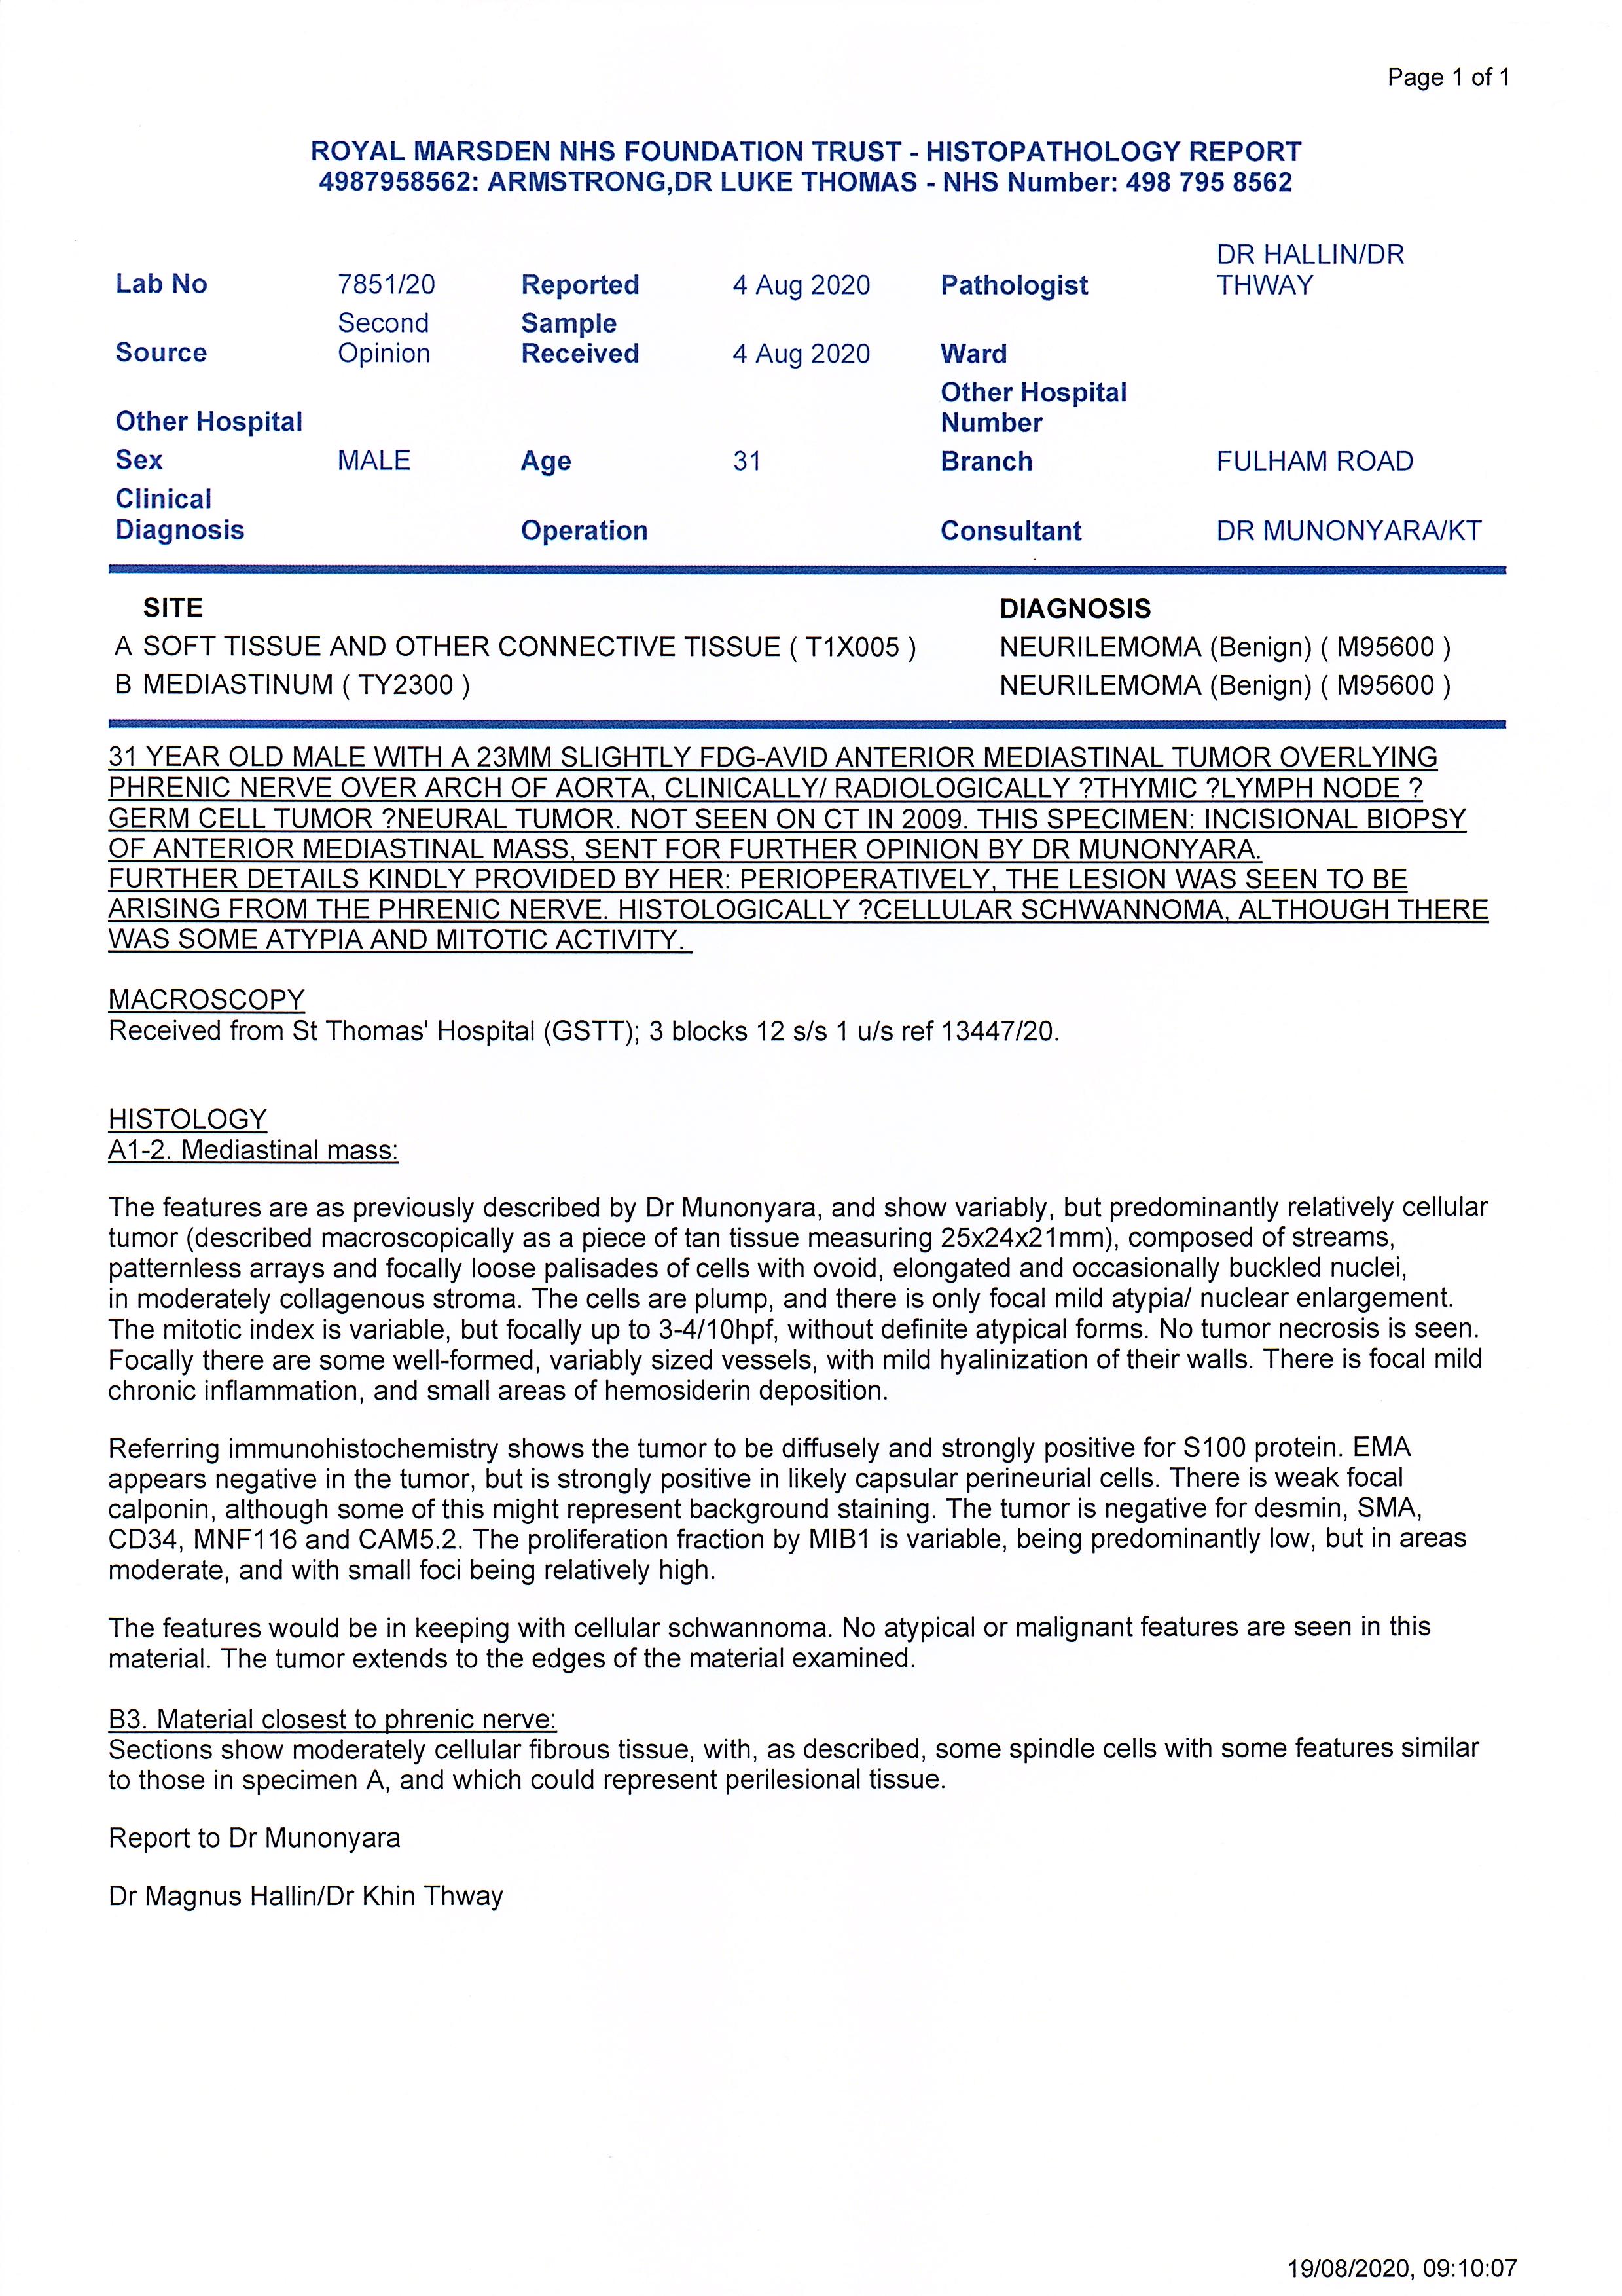 Page 1 of 1
ROYAL MARSDEN NHS FOUNDATION TRUST - HISTOPATHOLOGY REPORT
4987958562: ARMSTRONG,DR LUKE THOMAS - NHS Number: 498 795 8562
Lab No 7851/20 Reported 4 Aug 2020 Pathologist DR HALLIN/DR THWAY
Source Second Opinion Sample Received 4 Aug 2020 Ward
Other Hospital Other Hospital Number
Sex MALE Age 31 Branch FULHAM ROAD
Clinical Diagnosis Operation Consultant DR MUNONYARA/KT
SITE DIAGNOSIS
A SOFT TISSUE AND OTHER CONNECTIVE TISSUE ( T1X005 ) NEURILEMOMA (Benign) ( M95600 )
B MEDIASTINUM ( TY2300 ) NEURILEMOMA (Benign) ( M95600 )
31 YEAR OLD MALE WITH A 23MM SLIGHTLY FDG-AVID ANTERIOR MEDIASTINAL TUMOR OVERLYING
PHRENIC NERVE OVER ARCH OF AORTA, CLINICALLY/ RADIOLOGICALLY ?THYMIC ?LYMPH NODE ?
GERM CELL TUMOR ?NEURAL TUMOR. NOT SEEN ON CT IN 2009. THIS SPECIMEN: INCISIONAL BIOPSY
OF ANTERIOR MEDIASTINAL MASS, SENT FOR FURTHER OPINION BY DR MUNONYARA.
FURTHER DETAILS KINDLY PROVIDED BY HER: PERIOPERATIVELY, THE LESION WAS SEEN TO BE
ARISING FROM THE PHRENIC NERVE. HISTOLOGICALLY ?CELLULAR SCHWANNOMA, ALTHOUGH THERE
WAS SOME ATYPIA AND MITOTIC ACTIVITY.
MACROSCOPY
Received from St Thomas' Hospital (GSTT); 3 blocks 12 s/s 1 u/s ref 13447/20.
HISTOLOGY
A1-2. Mediastinal mass:
The features are as previously described by Dr Munonyara, and show variably, but predominantly relatively cellular
tumor (described macroscopically as a piece of tan tissue measuring 25x24x21mm), composed of streams,
patternless arrays and focally loose palisades of cells with ovoid, elongated and occasionally buckled nuclei,
in moderately collagenous stroma. The cells are plump, and there is only focal mild atypia/ nuclear enlargement.
The mitotic index is variable, but focally up to 3-4/10hpf, without definite atypical forms. No tumor necrosis is seen.
Focally there are some well-formed, variably sized vessels, with mild hyalinization of their walls. There is focal mild
chronic inflammation, and small areas of hemosiderin deposition.
Referring immunohistochemistry shows the tumor to be diffusely and strongly positive for S100 protein. EMA
appears negative in the tumor, but is strongly positive in likely capsular perineurial cells. There is weak focal
calponin, although some of this might represent background staining. The tumor is negative for desmin, SMA,
CD34, MNF116 and CAM5.2. The proliferation fraction by MIB1 is variable, being predominantly low, but in areas
moderate, and with small foci being relatively high.
The features would be in keeping with cellular schwannoma. No atypical or malignant features are seen in this
material. The tumor extends to the edges of the material examined.
B3. Material closest to phrenic nerve:
Sections show moderately cellular fibrous tissue, with, as described, some spindle cells with some features similar
to those in specimen A, and which could represent perilesional tissue.
Report to Dr Munonyara
Dr Magnus Hallin/Dr Khin Thway
19/08/2020, 09:10:07